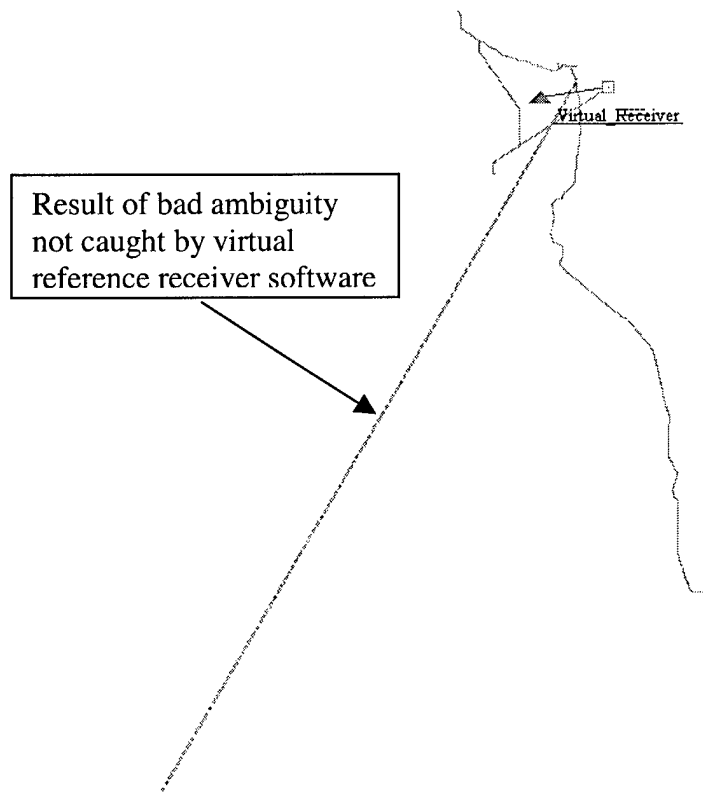 Virtual_Receiver
Result of bad ambiguity
not caught by virtual
reference receiver software